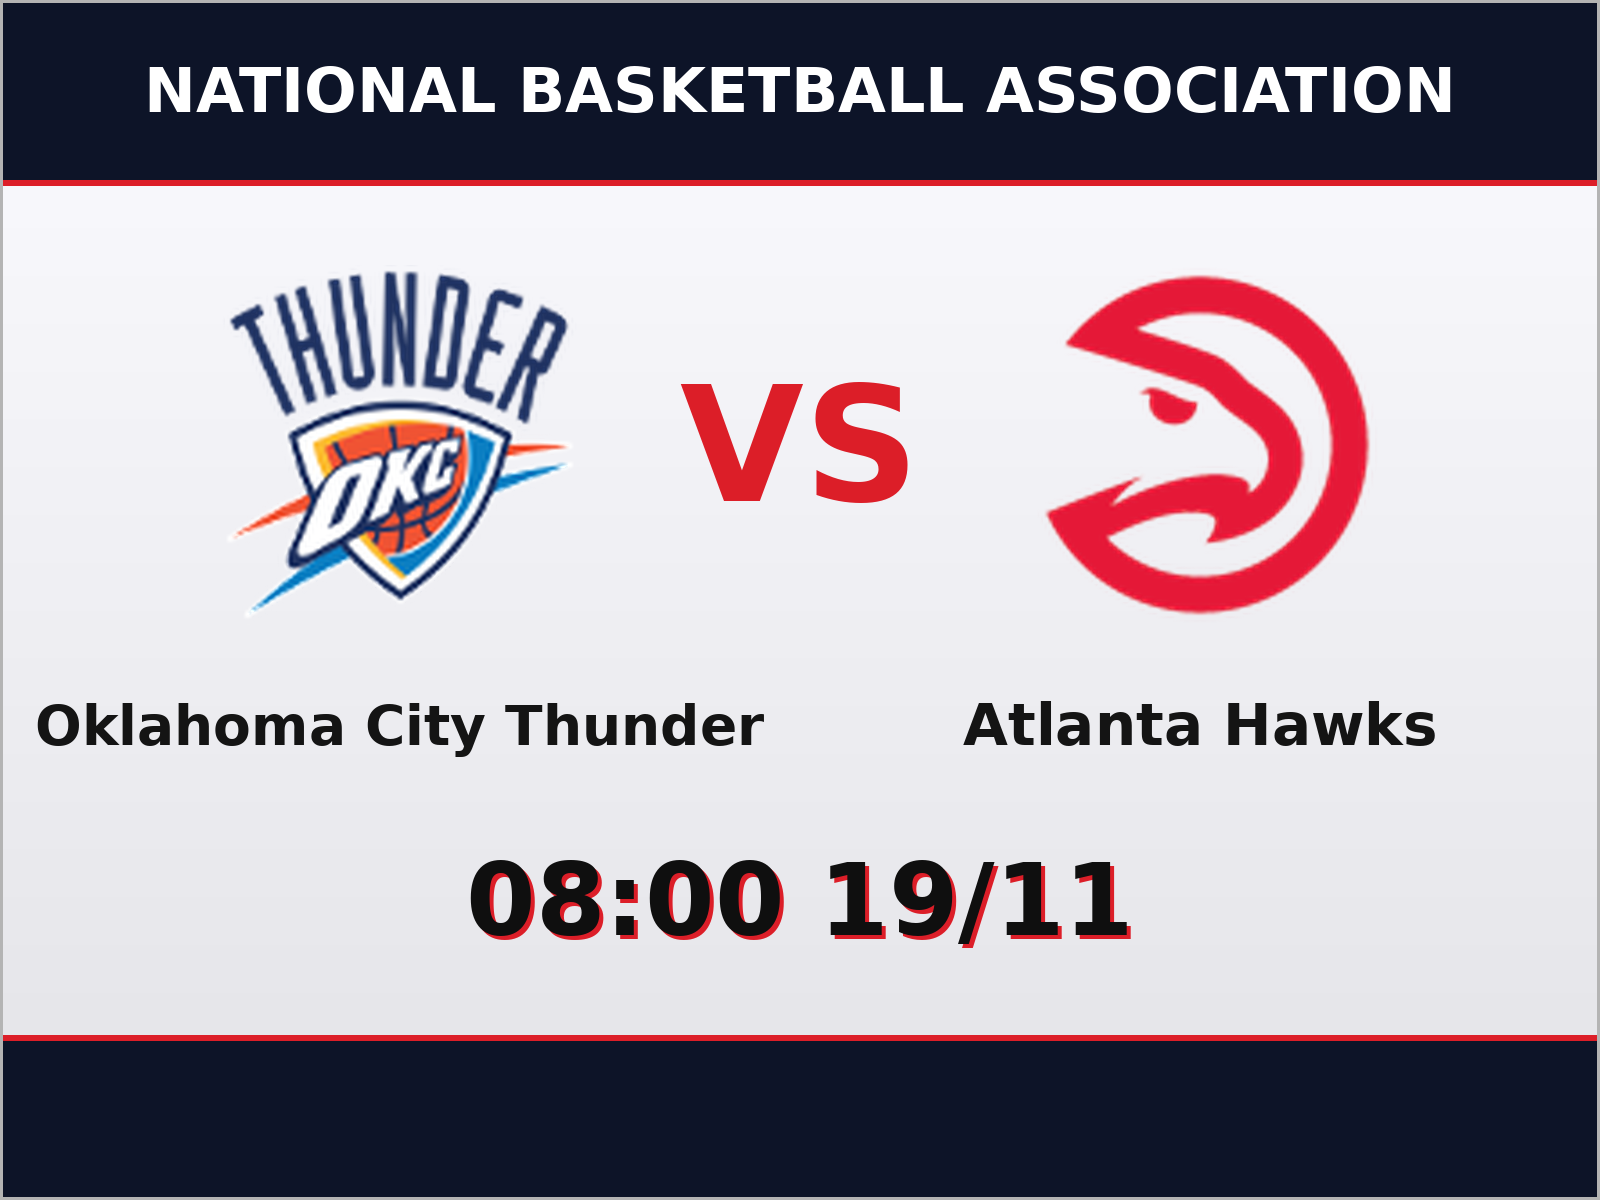 NATIONAL BASKETBALL ASSOCIATION
THUNDER
OKC
VS
Oklahoma City Thunder
Atlanta Hawks
08:00 19/11